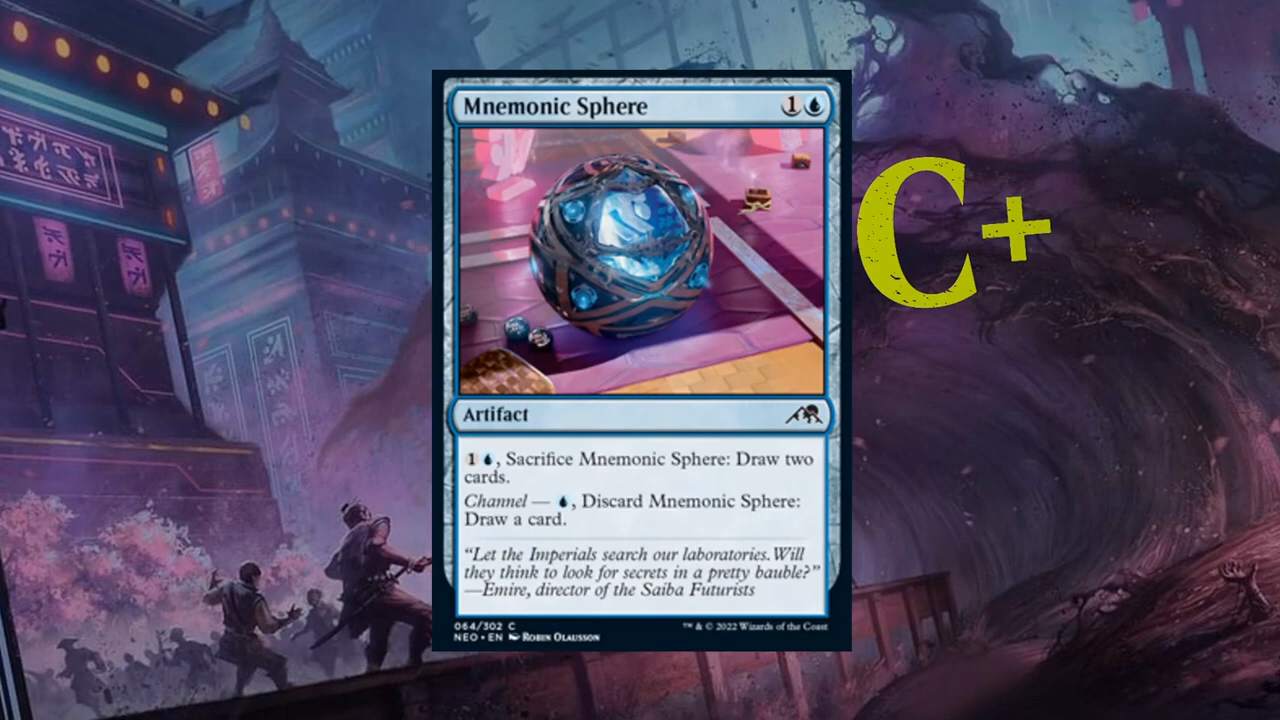 Mnemonic Sphere 1
C+
Artifact
1 , Sacrifice Mnemonic Sphere: Draw two
cards.
Channel — , Discard Mnemonic Sphere:
Draw a card.
“Let the Imperials search our laboratories. Will
they think to look for secrets in a pretty bauble?”
—Emire, director of the Saiba Futurists
064/302 C
NEO • EN Robin Olausson
™ & © 2022 Wizards of the Coast